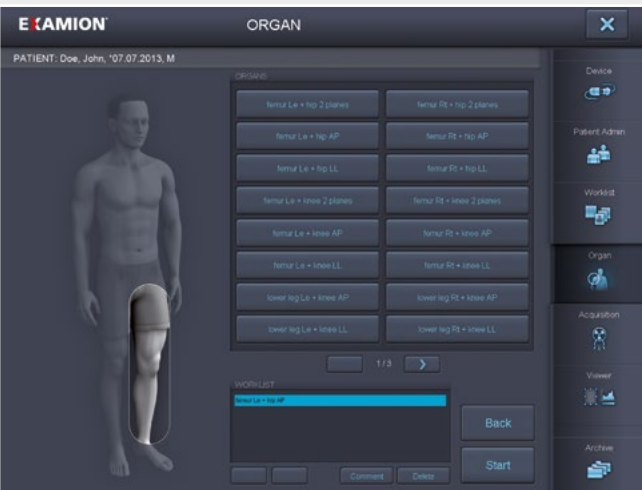 EXAMION
ORGAN
PATIENT: Doe, John, *07.07.2013, M
ORGANS
femur Le + hip 2 planes
femur Rt + hip 2 planes
femur Le + hip AP
femur Rt + hip AP
femur Le + hip LL
femur Rt + hip LL
femur Le + knee 2 planes
femur Rt + knee 2 planes
femur Le + knee AP
femur Rt + knee AP
femur Le + knee LL
femur Rt + knee LL
lower leg Le + knee AP
lower leg Rt + knee AP
lower leg Le + knee LL
lower leg Rt + knee LL
1/3
WORKLIST
femur Le + hip AP
Comment
Delete
Back
Start
Device
Patient Admin
Worklist
Organ
Acquisition
Viewer
Archive